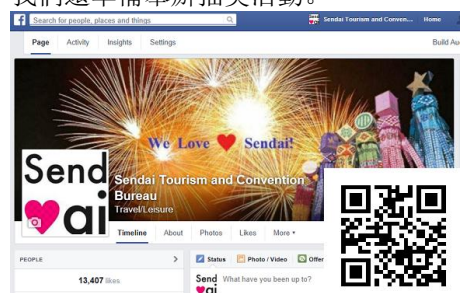 我們還準備舉辦抽獎活動。
Search for people, places and things
Sendai Tourism and Conven... Home
Page Activity Insights Settings
Build Au
We Love Sendai!
Send
ai
Sendai Tourism and Convention
Bureau
Travel/Leisure
Timeline About Photos Likes More
PEOPLE
13,407 likes
Status Photo / Video Offer
Send
ai
What have you been up to?